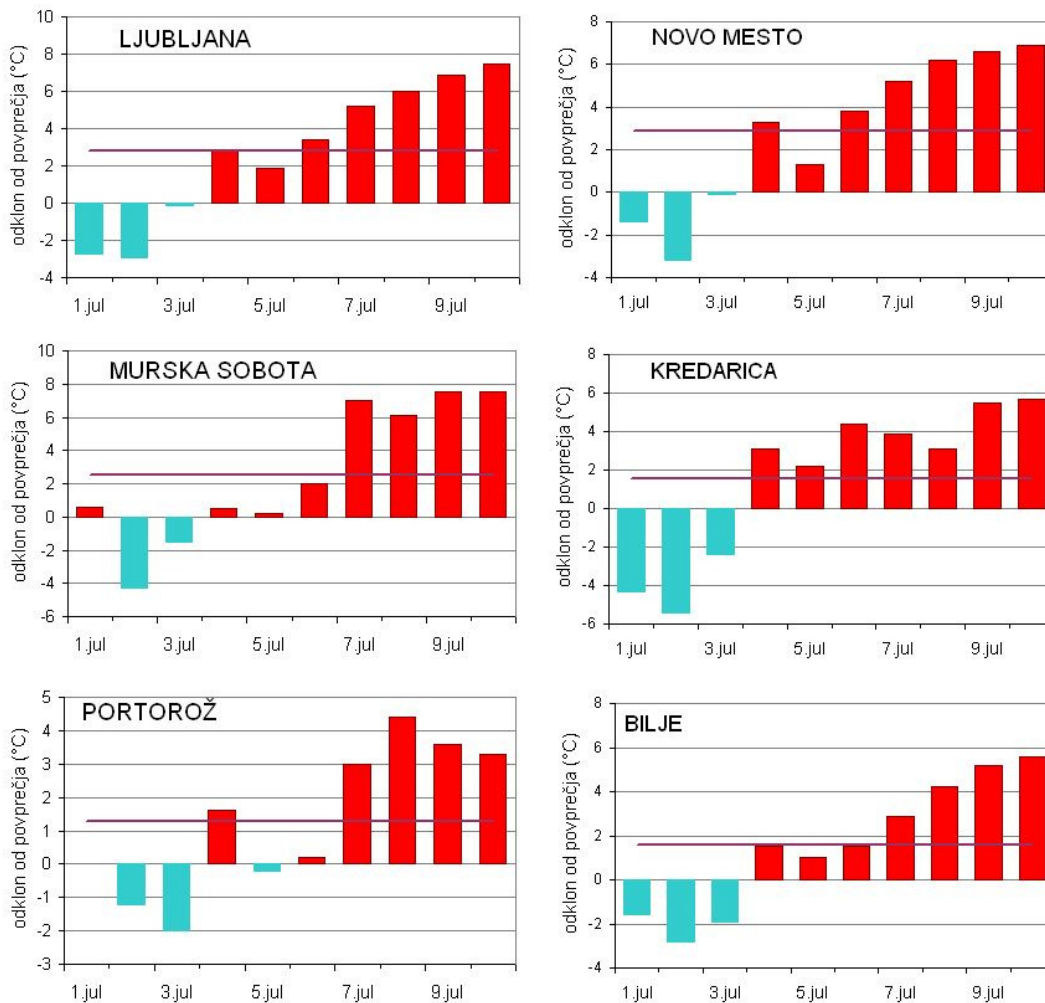 LJUBLJANA
odklon od povprečja (°C)
10
8
6
4
2
0
-2
-4
1.jul 3.jul 5.jul 7.jul 9.jul
NOVO MESTO
odklon od povprečja (°C)
8
6
4
2
0
-2
-4
1.jul 3.jul 5.jul 7.jul 9.jul
MURSKA SOBOTA
odklon od povprečja (°C)
10
8
6
4
2
0
-2
-4
-6
1.jul 3.jul 5.jul 7.jul 9.jul
KREDARICA
odklon od povprečja (°C)
8
6
4
2
0
-2
-4
-6
1.jul 3.jul 5.jul 7.jul 9.jul
PORTOROŽ
odklon od povprečja (°C)
5
4
3
2
1
0
-1
-2
-3
1.jul 3.jul 5.jul 7.jul 9.jul
BILJE
odklon od povprečja (°C)
8
6
4
2
0
-2
-4
1.jul 3.jul 5.jul 7.jul 9.jul